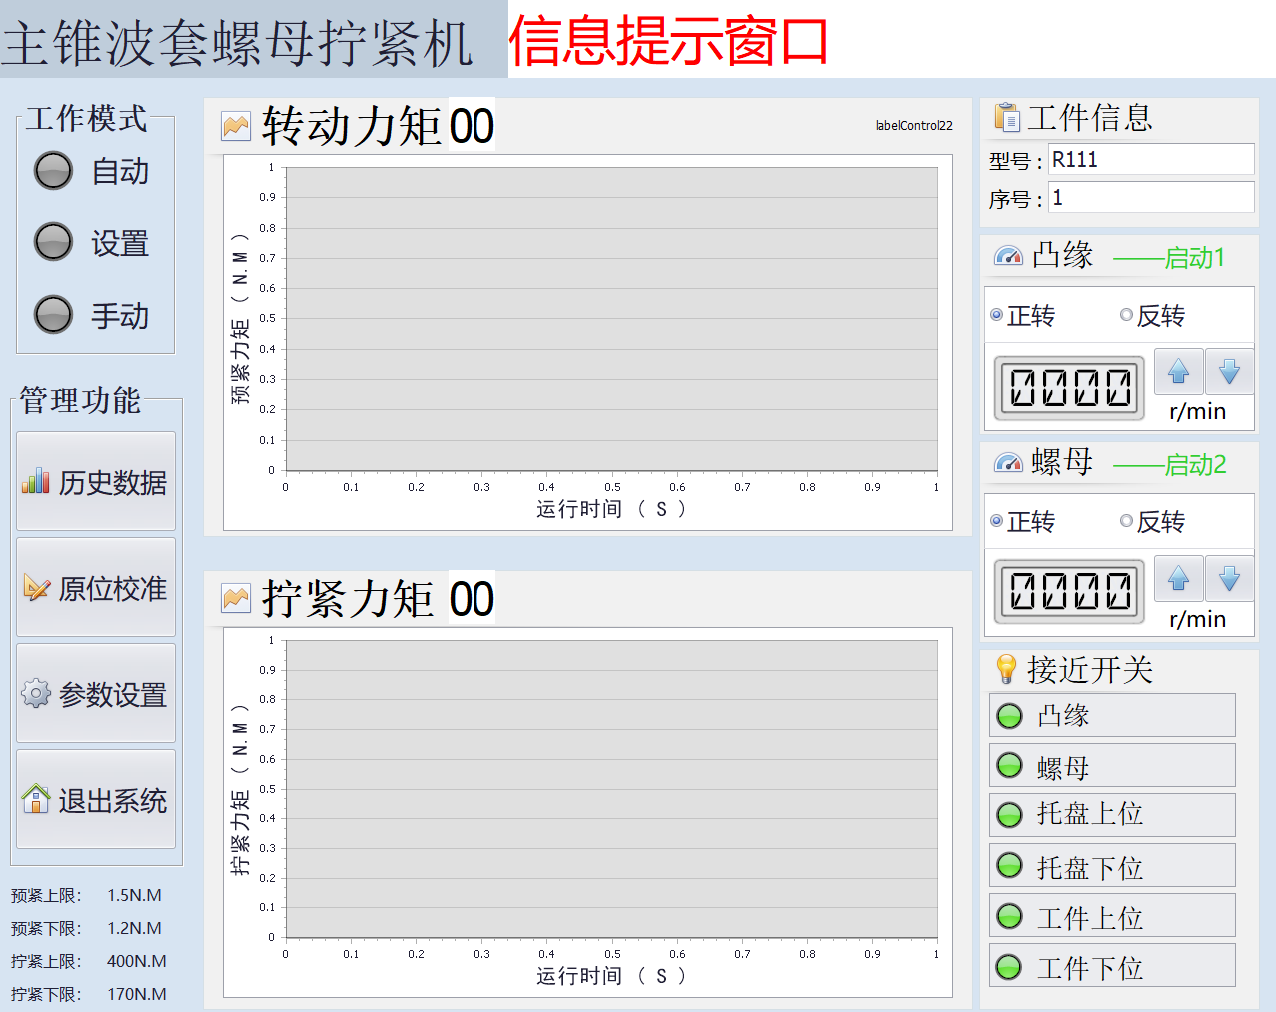 主锥波套螺母拧紧机
信息提示窗口
工作模式
自动
设置
手动
管理功能
历史数据
原位校准
参数设置
退出系统
预紧上限： 1.5N.M
预紧下限： 1.2N.M
拧紧上限： 400N.M
拧紧下限： 170N.M
转动力矩 00
labelControl22
预紧力矩 ( N.M )
1
0.9
0.8
0.7
0.6
0.5
0.4
0.3
0.2
0.1
0
0 0.1 0.2 0.3 0.4 0.5 0.6 0.7 0.8 0.9 1
运行时间 ( S )
拧紧力矩 00
拧紧力矩 ( N.M )
1
0.9
0.8
0.7
0.6
0.5
0.4
0.3
0.2
0.1
0
0 0.1 0.2 0.3 0.4 0.5 0.6 0.7 0.8 0.9 1
运行时间 ( S )
工件信息
型号 : R111
序号 : 1
凸缘 ——启动1
正转 反转
0000
r/min
螺母 ——启动2
正转 反转
0000
r/min
接近开关
凸缘
螺母
托盘上位
托盘下位
工件上位
工件下位